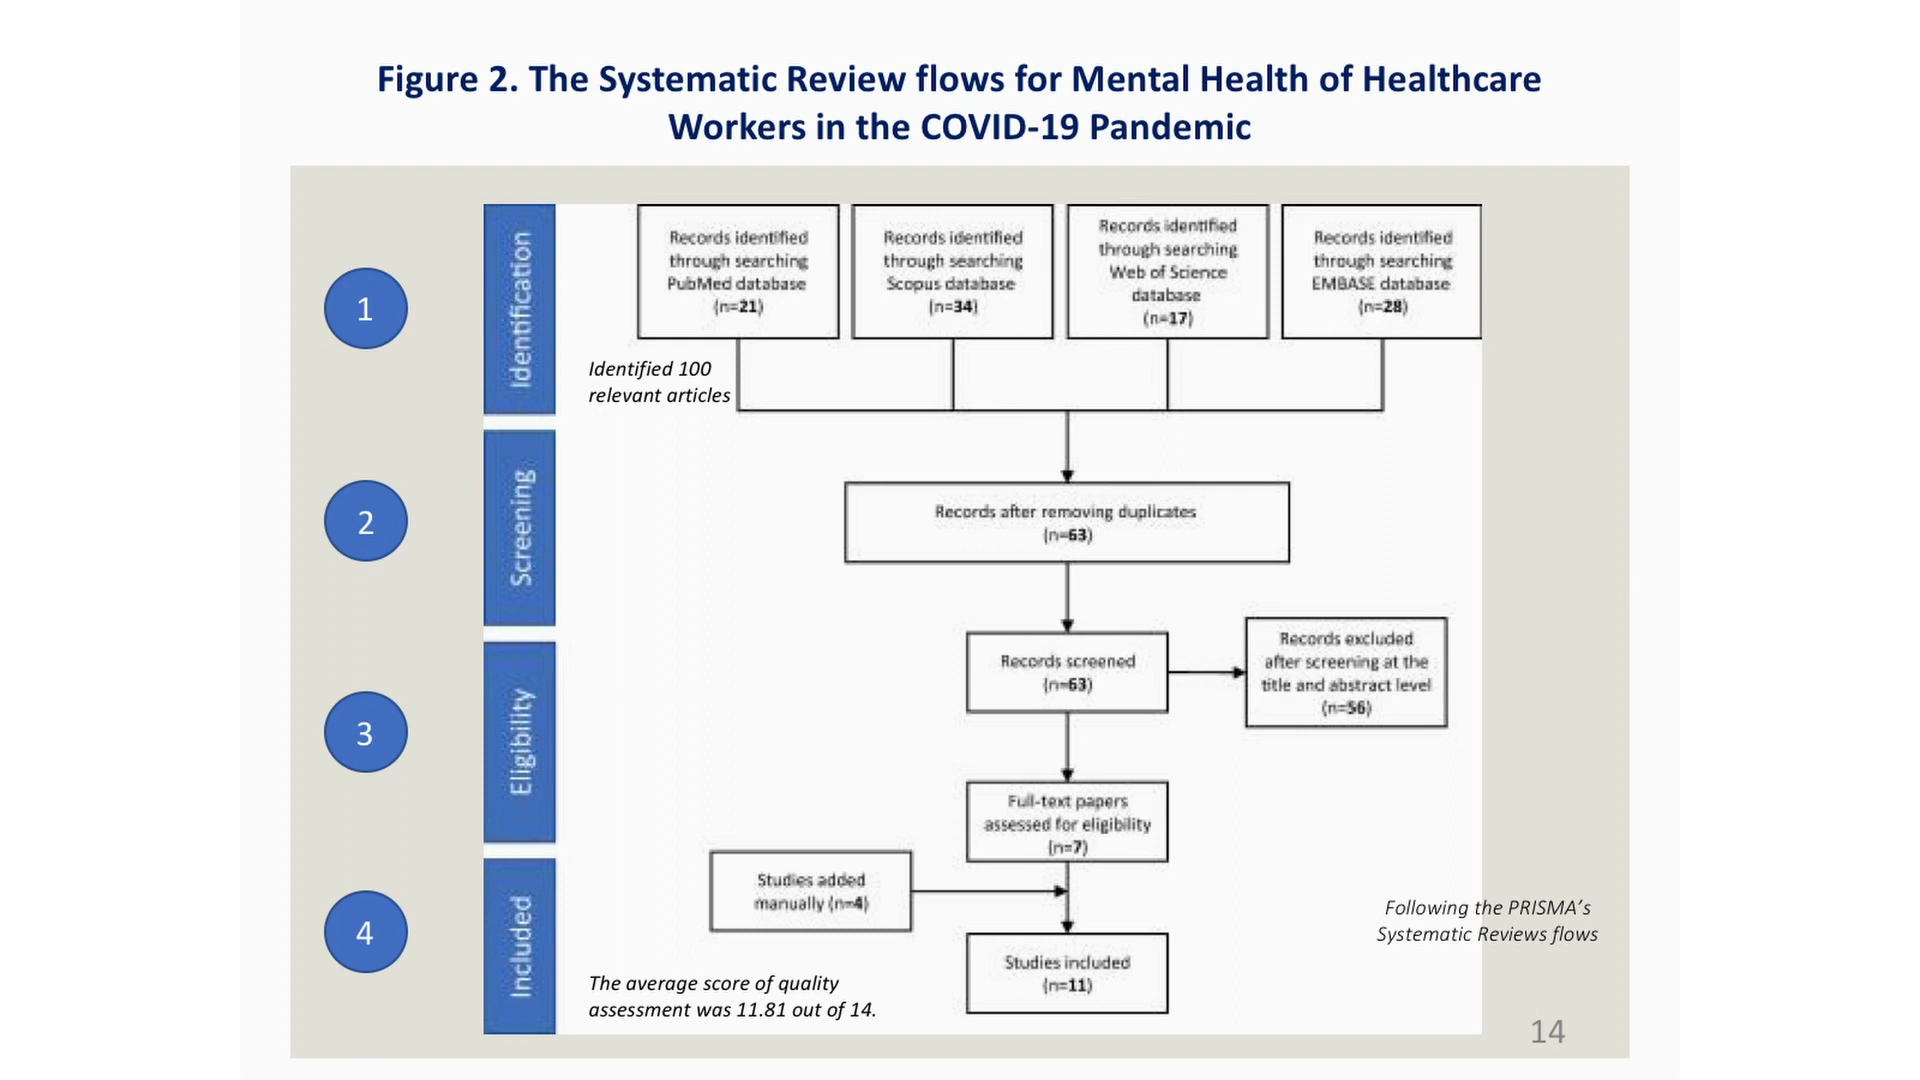 Figure 2. The Systematic Review flows for Mental Health of Healthcare
Workers in the COVID-19 Pandemic
1
Identification
Records identified
through searching
PubMed database
(n=21)
Records identified
through searching
Scopus database
(n=34)
Records identified
through searching
Web of Science
database
(n=17)
Records identified
through searching
EMBASE database
(n=28)
Identified 100
relevant articles
2
Screening
Records after removing duplicates
(n=63)
3
Eligibility
Records screened
(n=63)
Records excluded
after screening at the
title and abstract level
(n=56)
Full-text papers
assessed for eligibility
(n=7)
4
Included
Studies added
manually (n=4)
Studies included
(n=11)
The average score of quality
assessment was 11.81 out of 14.
Following the PRISMA’s
Systematic Reviews flows
14